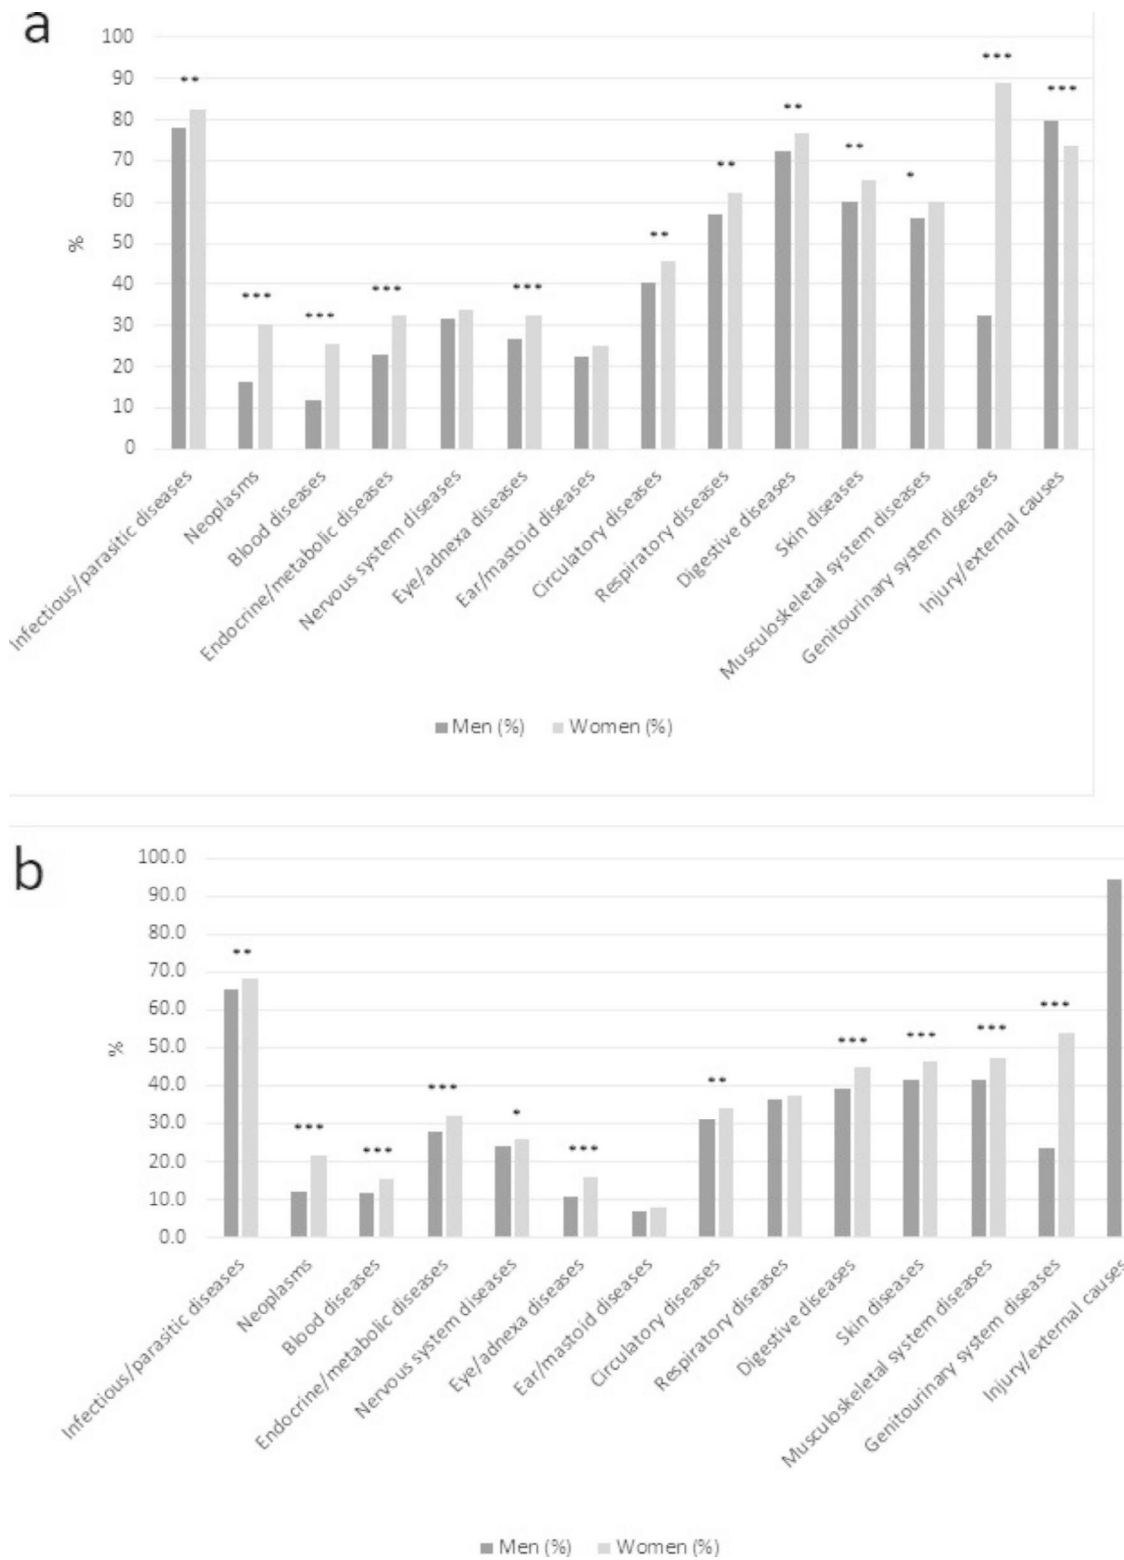 a
100
90
80
70
60
50
40
30
20
10
0
%
** *** *** *** *** ** ** ** ** * *** ***
Infectious/parasitic diseases
Neoplasms
Blood diseases
Endocrine/metabolic diseases
Nervous system diseases
Eye/adnexa diseases
Ear/mastoid diseases
Circulatory diseases
Respiratory diseases
Digestive diseases
Skin diseases
Musculoskeletal system diseases
Genitourinary system diseases
Injury/external causes
Men (%) Women (%)
b
100.0
90.0
80.0
70.0
60.0
50.0
40.0
30.0
20.0
10.0
0.0
%
** *** *** *** * *** ** *** *** *** ***
Infectious/parasitic diseases
Neoplasms
Blood diseases
Endocrine/metabolic diseases
Nervous system diseases
Eye/adnexa diseases
Ear/mastoid diseases
Circulatory diseases
Respiratory diseases
Digestive diseases
Skin diseases
Musculoskeletal system diseases
Genitourinary system diseases
Injury/external causes
Men (%) Women (%)